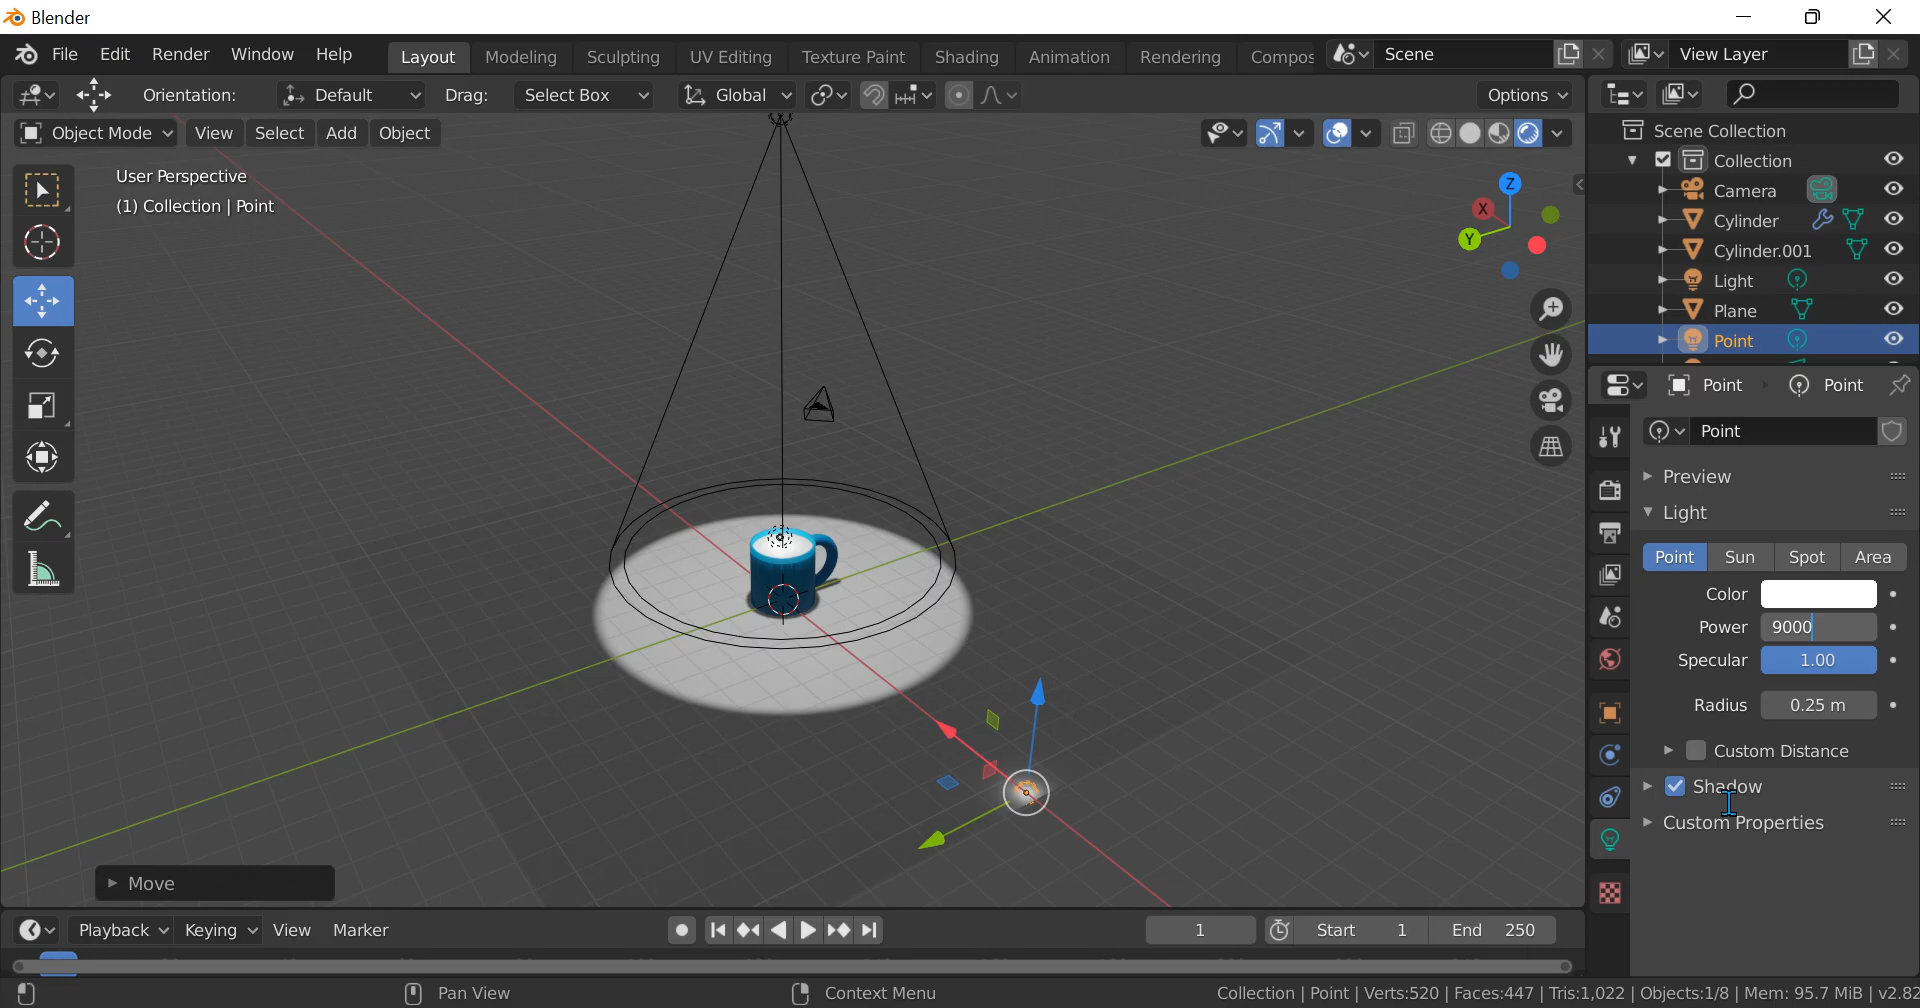 Blender
File Edit Render Window Help Layout Modeling Sculpting UV Editing Texture Paint Shading Animation Rendering Compos Scene View Layer
Orientation: Default Drag: Select Box Global Options
Object Mode View Select Add Object
User Perspective
(1) Collection | Point
Z
X
Y
Scene Collection
Collection
Camera
Cylinder
Cylinder.001
Light
Plane
Point
Point Point
Point
Preview
Light
Point Sun Spot Area
Color
Power 9000
Specular 1.00
Radius 0.25 m
Custom Distance
Shadow
Custom Properties
Move
Playback Keying View Marker 1 Start 1 End 250
Pan View Context Menu Collection | Point | Verts:520 | Faces:447 | Tris:1,022 | Objects:1/8 | Mem: 95.7 MiB | v2.82